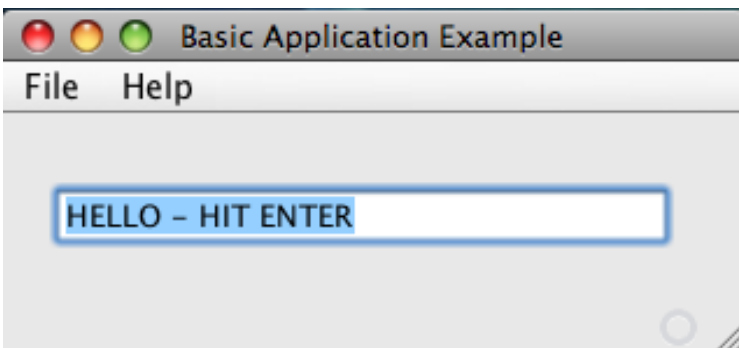 Basic Application Example
File Help
HELLO – HIT ENTER